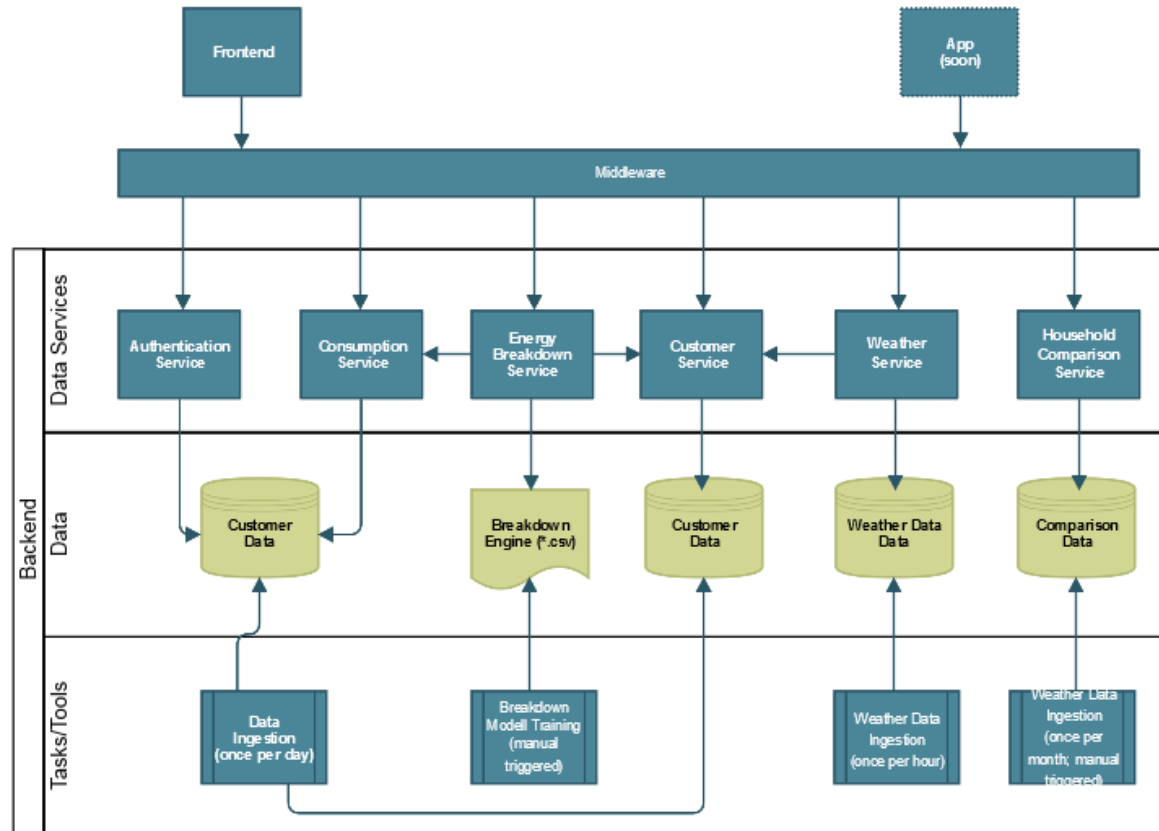 Frontend
App
(soon)
Middleware
Backend
Data Services
Authentication
Service
Consumption
Service
Energy
Breakdown
Service
Customer
Service
Weather
Service
Household
Comparison
Service
Data
Customer
Data
Breakdown
Engine (*.csv)
Customer
Data
Weather Data
Data
Comparison
Data
Tasks/Tools
Data
Ingestion
(once per day)
Breakdown
Modell Training
(manual
triggered)
Weather Data
Ingestion
(once per hour)
Weather Data
Ingestion
(once per
month; manual
triggered)